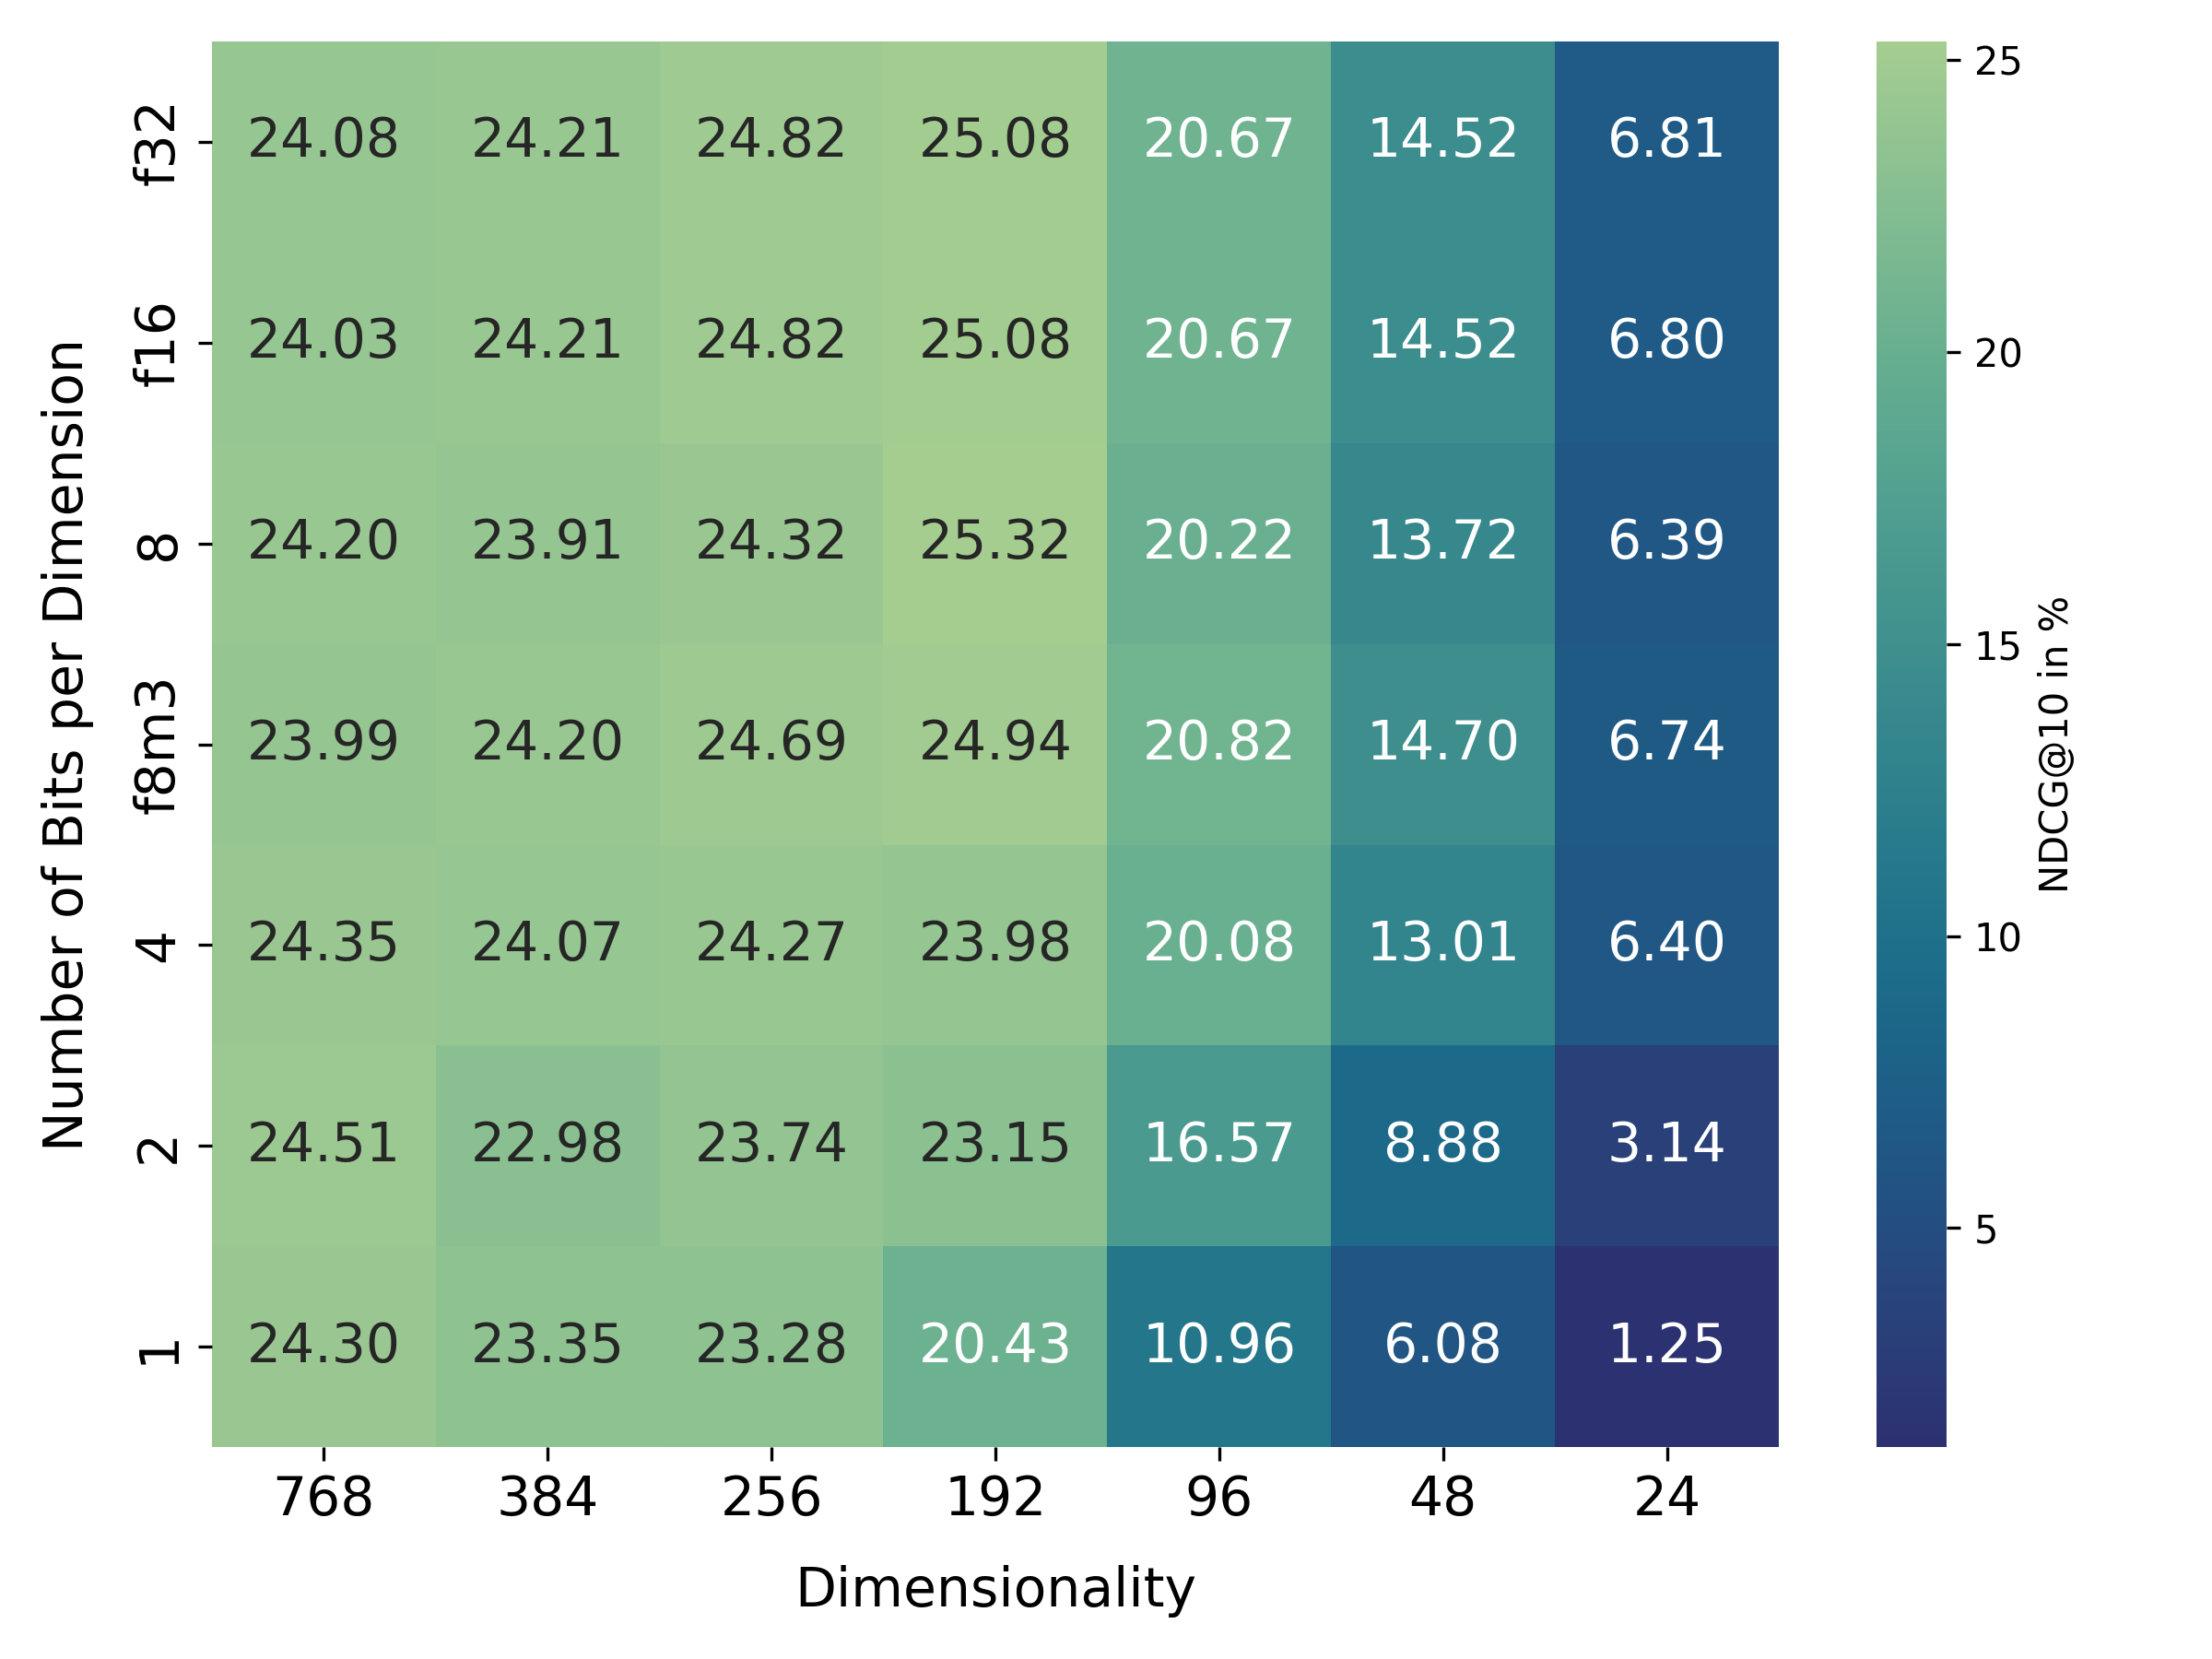 Number of Bits per Dimension
f32 24.08 24.21 24.82 25.08 20.67 14.52 6.81
f16 24.03 24.21 24.82 25.08 20.67 14.52 6.80
8 24.20 23.91 24.32 25.32 20.22 13.72 6.39
f8m3 23.99 24.20 24.69 24.94 20.82 14.70 6.74
4 24.35 24.07 24.27 23.98 20.08 13.01 6.40
2 24.51 22.98 23.74 23.15 16.57 8.88 3.14
1 24.30 23.35 23.28 20.43 10.96 6.08 1.25
768 384 256 192 96 48 24
Dimensionality
25
20
15
10
5
NDCG@10 in %